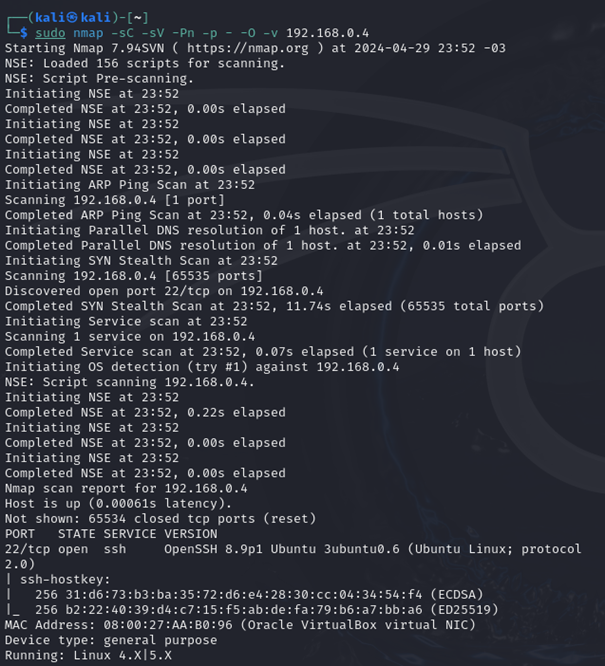 ┌──(kali㉿kali)-[~]
└─$ sudo nmap -sC -sV -Pn -p - -O -v 192.168.0.4
Starting Nmap 7.94SVN ( https://nmap.org ) at 2024-04-29 23:52 -03
NSE: Loaded 156 scripts for scanning.
NSE: Script Pre-scanning.
Initiating NSE at 23:52
Completed NSE at 23:52, 0.00s elapsed
Initiating NSE at 23:52
Completed NSE at 23:52, 0.00s elapsed
Initiating NSE at 23:52
Completed NSE at 23:52, 0.00s elapsed
Initiating ARP Ping Scan at 23:52
Scanning 192.168.0.4 [1 port]
Completed ARP Ping Scan at 23:52, 0.04s elapsed (1 total hosts)
Initiating Parallel DNS resolution of 1 host. at 23:52
Completed Parallel DNS resolution of 1 host. at 23:52, 0.01s elapsed
Initiating SYN Stealth Scan at 23:52
Scanning 192.168.0.4 [65535 ports]
Discovered open port 22/tcp on 192.168.0.4
Completed SYN Stealth Scan at 23:52, 11.74s elapsed (65535 total ports)
Initiating Service scan at 23:52
Scanning 1 service on 192.168.0.4
Completed Service scan at 23:52, 0.07s elapsed (1 service on 1 host)
Initiating OS detection (try #1) against 192.168.0.4
NSE: Script scanning 192.168.0.4.
Initiating NSE at 23:52
Completed NSE at 23:52, 0.22s elapsed
Initiating NSE at 23:52
Completed NSE at 23:52, 0.00s elapsed
Initiating NSE at 23:52
Completed NSE at 23:52, 0.00s elapsed
Nmap scan report for 192.168.0.4
Host is up (0.00061s latency).
Not shown: 65534 closed tcp ports (reset)
PORT   STATE SERVICE VERSION
22/tcp open  ssh     OpenSSH 8.9p1 Ubuntu 3ubuntu0.6 (Ubuntu Linux; protocol
2.0)
| ssh-hostkey:
|   256 31:d6:73:b3:ba:35:72:d6:e4:28:30:cc:04:34:54:f4 (ECDSA)
|_  256 b2:22:40:39:d4:c7:15:f5:ab:de:fa:79:b6:a7:bb:a6 (ED25519)
MAC Address: 08:00:27:AA:B0:96 (Oracle VirtualBox virtual NIC)
Device type: general purpose
Running: Linux 4.X|5.X